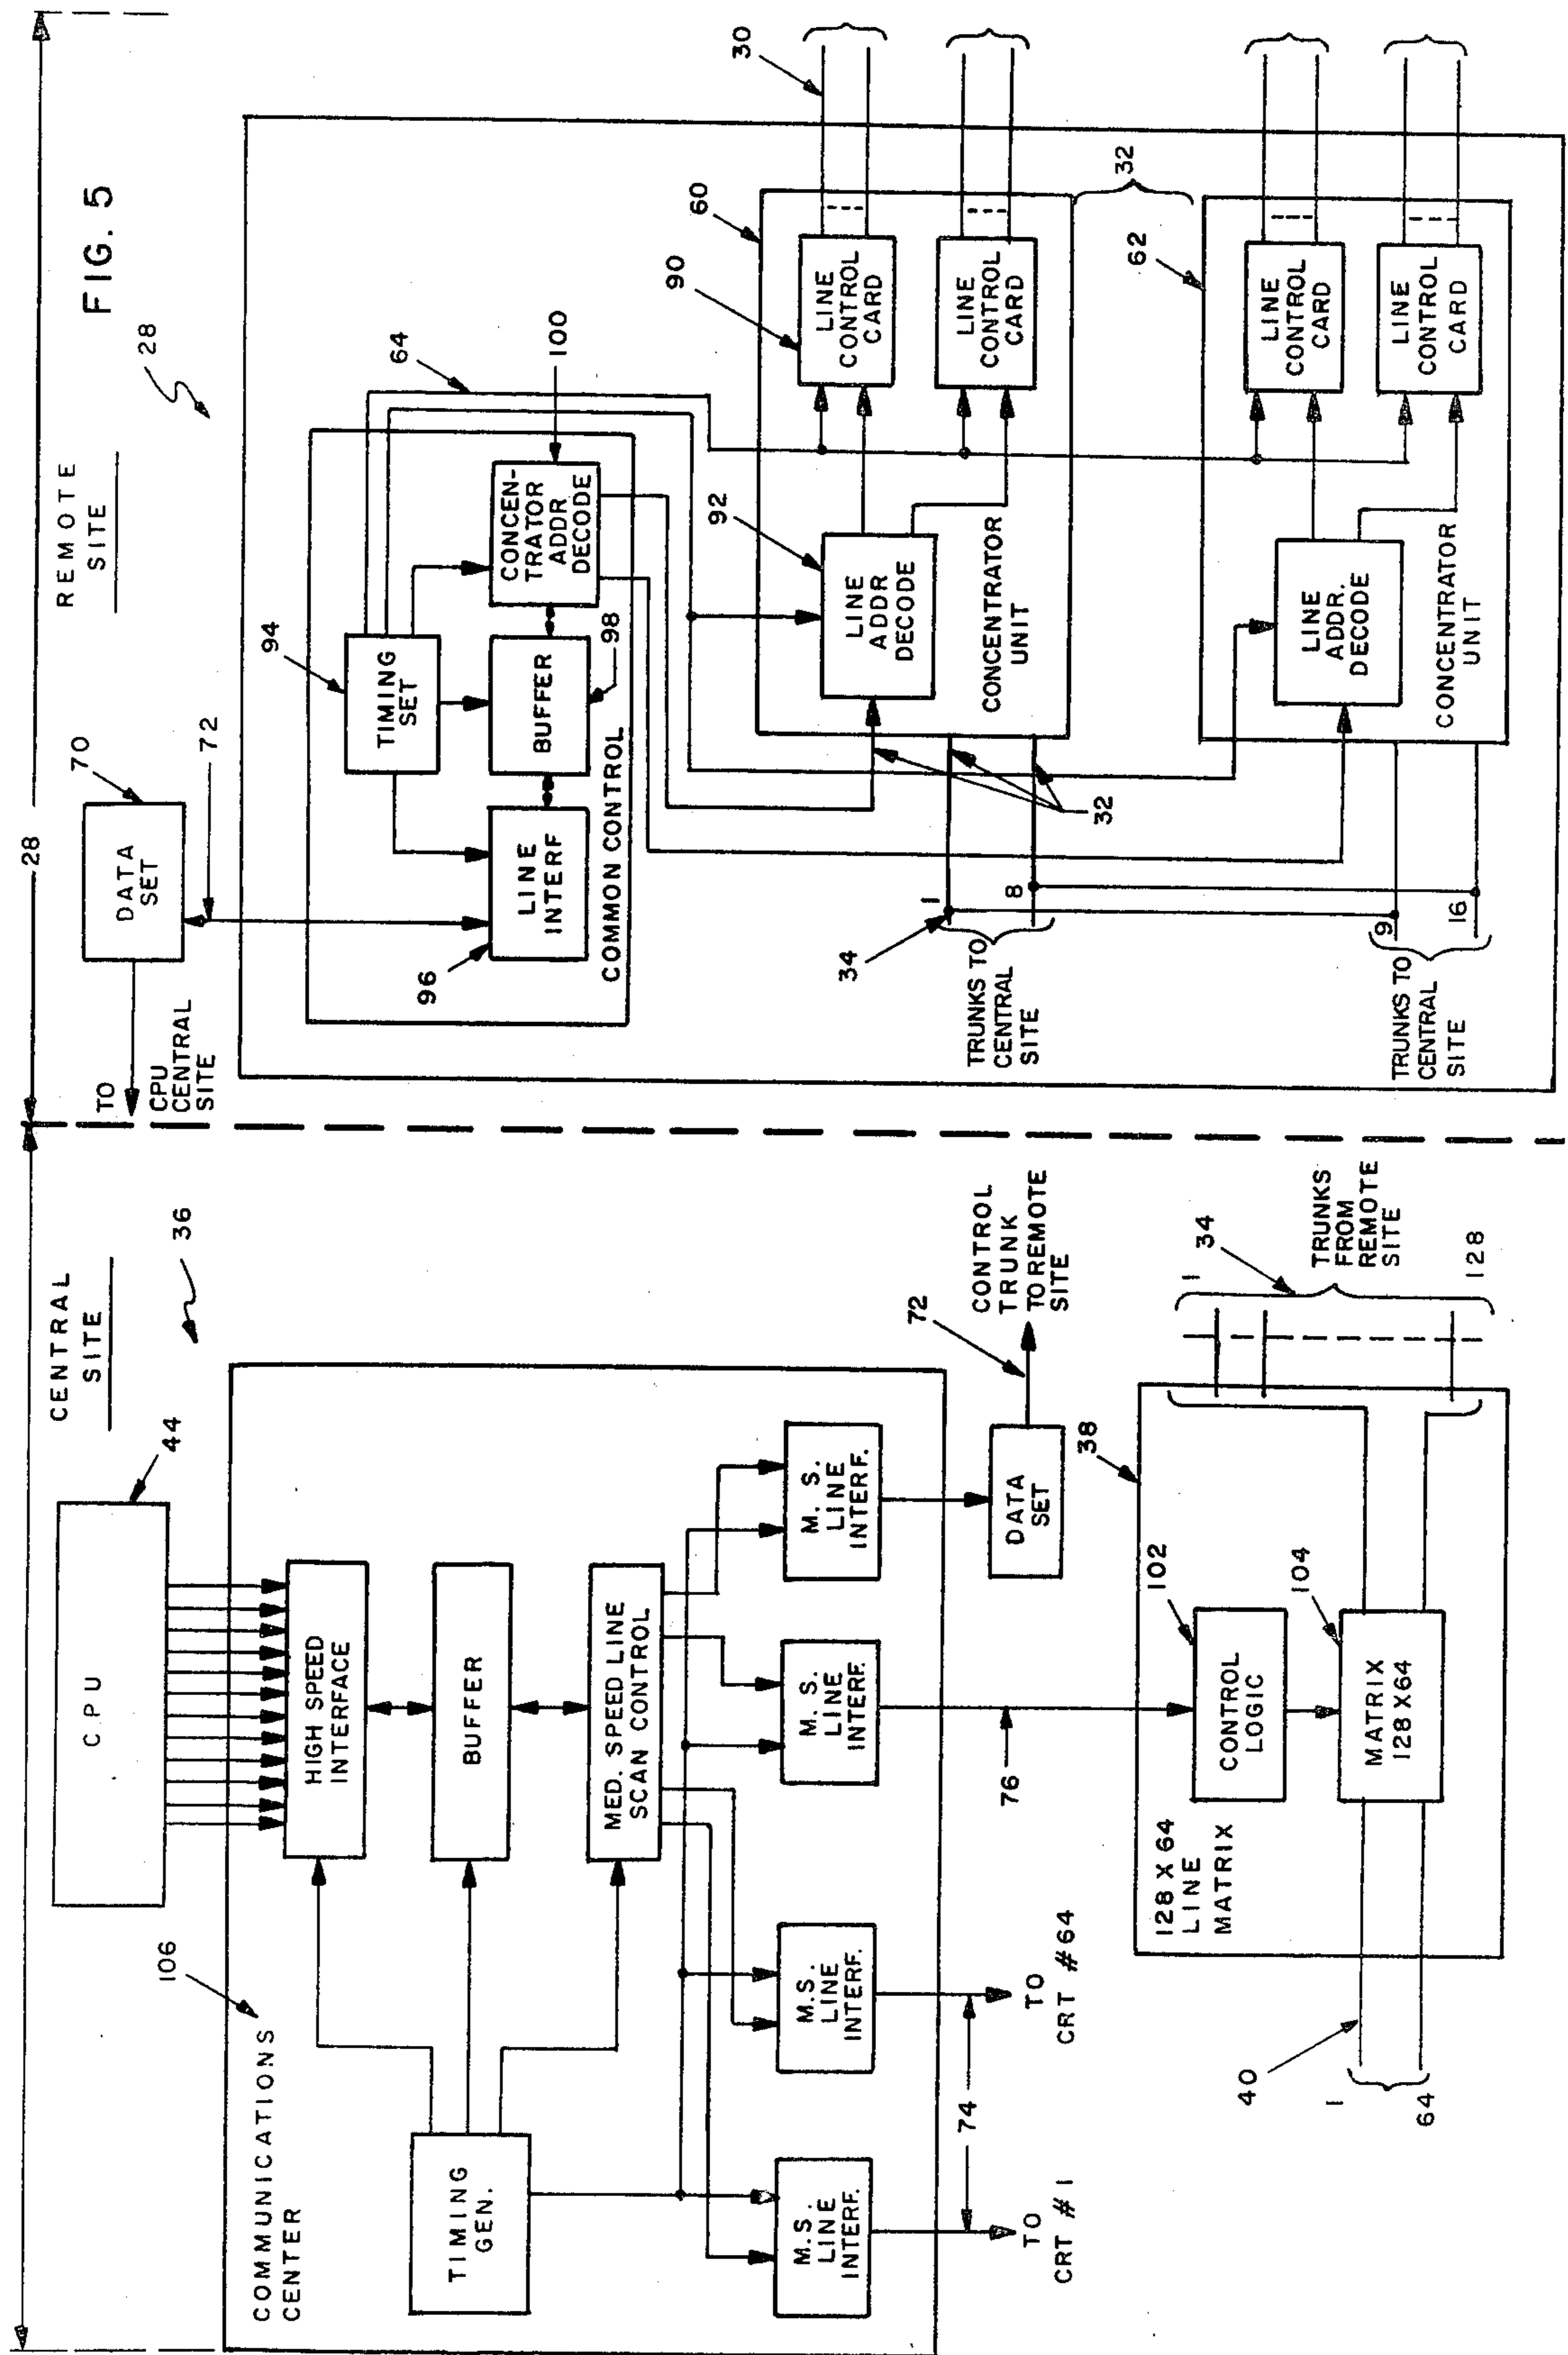 FIG. 5
CENTRAL
SITE
36
REMOTE
SITE
28
28
CPU
44
COMMUNICATIONS
CENTER
106
HIGH SPEED
INTERFACE
BUFFER
MED. SPEED LINE
SCAN CONTROL
TIMING
GEN.
M.S.
LINE
INTERF.
M.S.
LINE
INTERF.
M. S.
LINE
INTERF.
M. S.
LINE
INTERF.
74
TO
CRT #1
TO
CRT #64
76
DATA
SET
72
CONTROL
TRUNK
TO REMOTE
SITE
128 X 64
LINE
MATRIX
38
CONTROL
LOGIC
102
MATRIX
128X64
104
40
1
64
1
34
TRUNKS
FROM
REMOTE
SITE
128
TO
CPU
CENTRAL
SITE
DATA
SET
70
72
COMMON CONTROL
TIMING
SET
94
LINE
INTERF
96
BUFFER
98
CONCEN-
TRATOR
ADDR
DECODE
100
64
60
LINE
ADDR
DECODE
92
CONCENTRATOR
UNIT
LINE
CONTROL
CARD
90
LINE
CONTROL
CARD
30
32
34
1
8
TRUNKS TO
CENTRAL
SITE
32
62
LINE
ADDR.
DECODE
CONCENTRATOR
UNIT
LINE
CONTROL
CARD
LINE
CONTROL
CARD
9
16
TRUNKS TO
CENTRAL
SITE